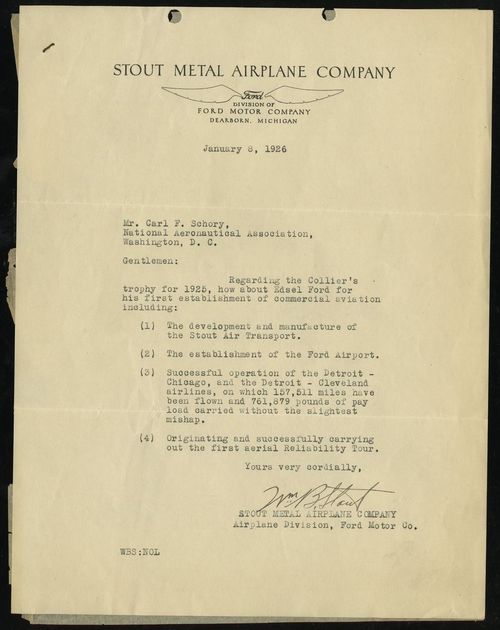 STOUT METAL AIRPLANE COMPANY
Ford
DIVISION OF
FORD MOTOR COMPANY
DEARBORN, MICHIGAN
January 8, 1926
Mr. Carl F. Schory,
National Aeronautical Association,
Washington, D. C.
Gentlemen:
Regarding the Collier's
trophy for 1925, how about Edsel Ford for
his first establishment of commercial aviation
including:
(1) The development and manufacture of
the Stout Air Transport.
(2) The establishment of the Ford Airport.
(3) Successful operation of the Detroit -
Chicago, and the Detroit - Cleveland
airlines, on which 157,511 miles have
been flown and 761,879 pounds of pay
load carried without the slightest
mishap.
(4) Originating and successfully carrying
out the first aerial Reliability Tour.
Yours very cordially,
Wm B. Stout
STOUT METAL AIRPLANE COMPANY
Airplane Division, Ford Motor Co.
WBS:NOL